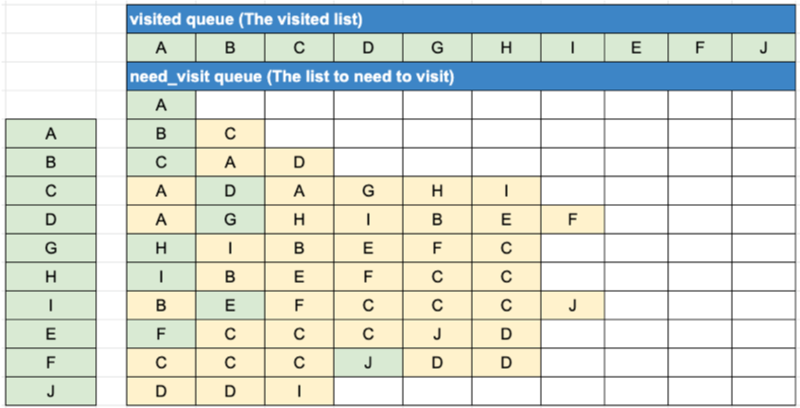 visited queue (The visited list)
A B C D G H I E F J
need_visit queue (The list to need to visit)
A
A B C
B C A D
C A D A G H I
D A G H I B E F
G H I B E F C
H I B E F C C
I B E F C C C J
E F C C C J D
F C C C J D D
J D D I